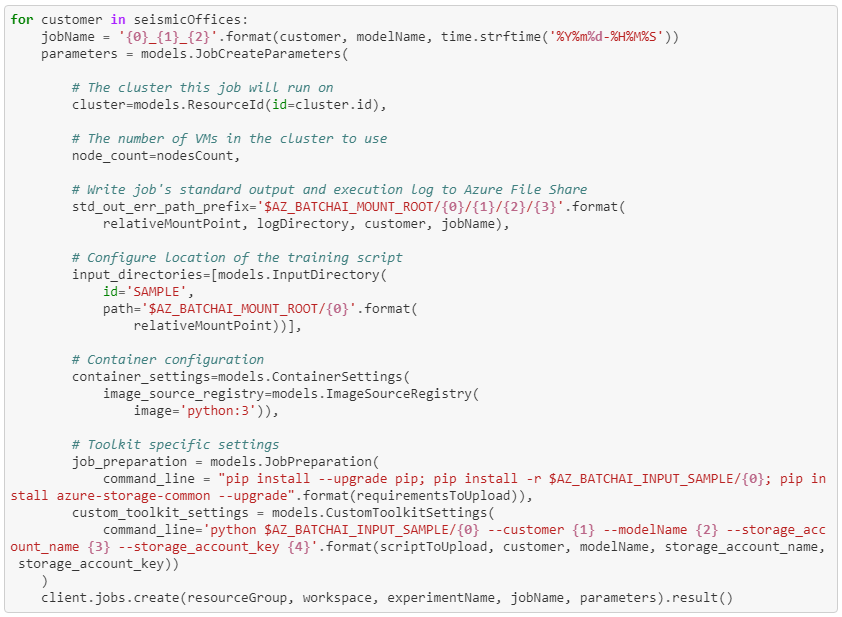 for customer in seismicOffices:
    jobName = '{0}_{1}_{2}'.format(customer, modelName, time.strftime('%Y%m%d-%H%M%S'))
    parameters = models.JobCreateParameters(

        # The cluster this job will run on
        cluster=models.ResourceId(id=cluster.id),

        # The number of VMs in the cluster to use
        node_count=nodesCount,

        # Write job's standard output and execution log to Azure File Share
        std_out_err_path_prefix='$AZ_BATCHAI_MOUNT_ROOT/{0}/{1}/{2}/{3}'.format(
            relativeMountPoint, logDirectory, customer, jobName),

        # Configure location of the training script
        input_directories=[models.InputDirectory(
            id='SAMPLE',
            path='$AZ_BATCHAI_MOUNT_ROOT/{0}'.format(
                relativeMountPoint))],

        # Container configuration
        container_settings=models.ContainerSettings(
            image_source_registry=models.ImageSourceRegistry(
                image='python:3')),

        # Toolkit specific settings
        job_preparation = models.JobPreparation(
            command_line = "pip install --upgrade pip; pip install -r $AZ_BATCHAI_INPUT_SAMPLE/{0}; pip in
stall azure-storage-common --upgrade".format(requirementsToUpload)),
        custom_toolkit_settings = models.CustomToolkitSettings(
            command_line='python $AZ_BATCHAI_INPUT_SAMPLE/{0} --customer {1} --modelName {2} --storage_acc
ount_name {3} --storage_account_key {4}'.format(scriptToUpload, customer, modelName, storage_account_name,
 storage_account_key))
    )
    client.jobs.create(resourceGroup, workspace, experimentName, jobName, parameters).result()